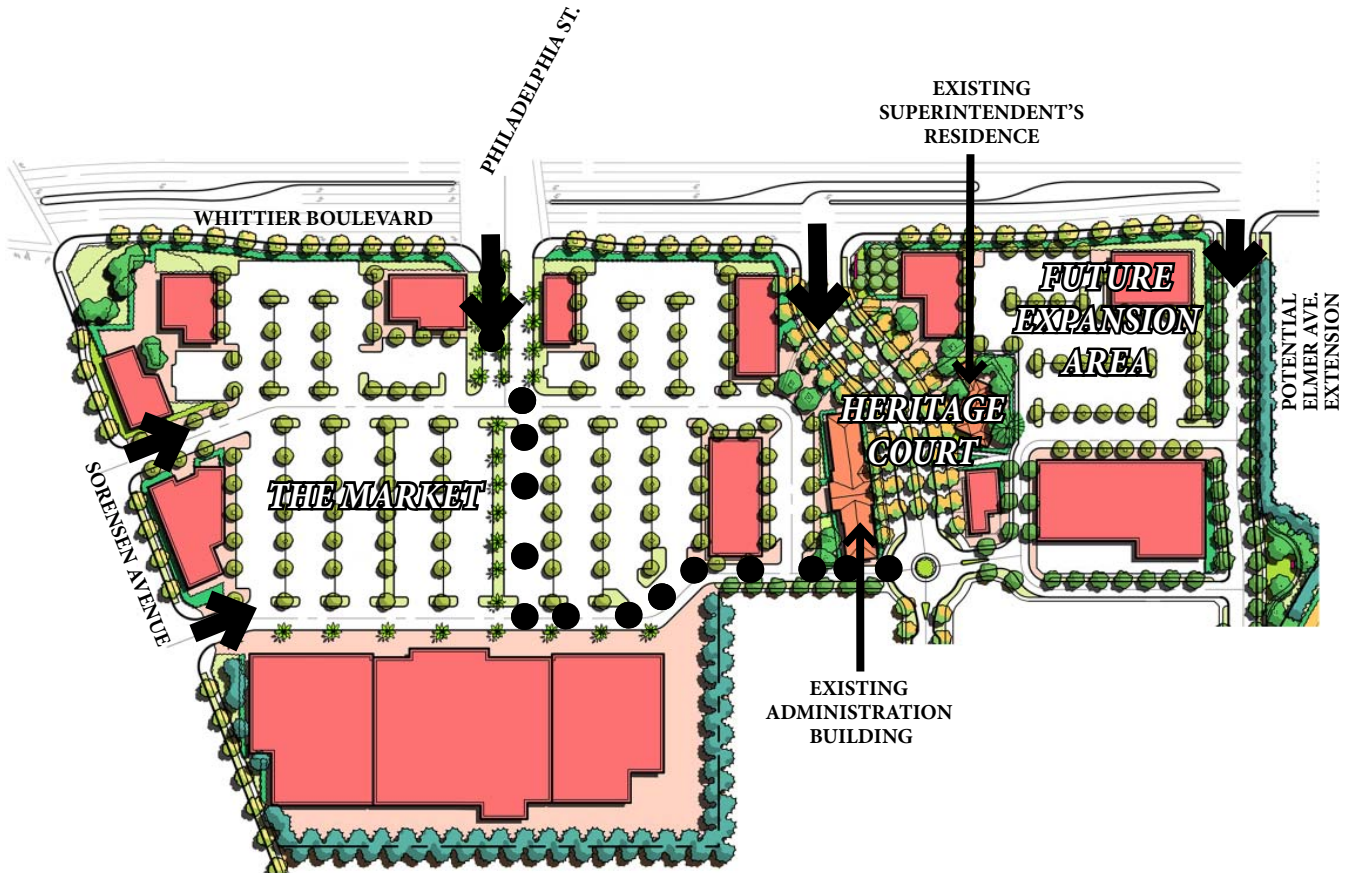 PHILADELPHIA ST.
EXISTING
SUPERINTENDENT'S
RESIDENCE
WHITTIER BOULEVARD
FUTURE
EXPANSION
AREA
POTENTIAL
ELMER AVE.
EXTENSION
HERITAGE
COURT
THE MARKET
SORENSEN AVENUE
EXISTING
ADMINISTRATION
BUILDING